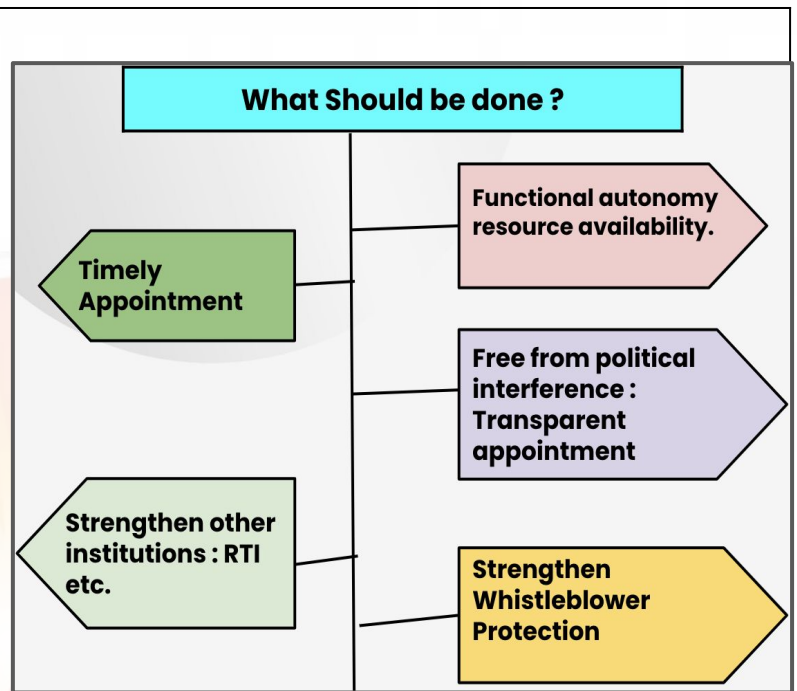 What Should be done ?
Functional autonomy
resource availability.
Timely
Appointment
Free from political
interference :
Transparent
appointment
Strengthen other
institutions : RTI
etc.
Strengthen
Whistleblower
Protection